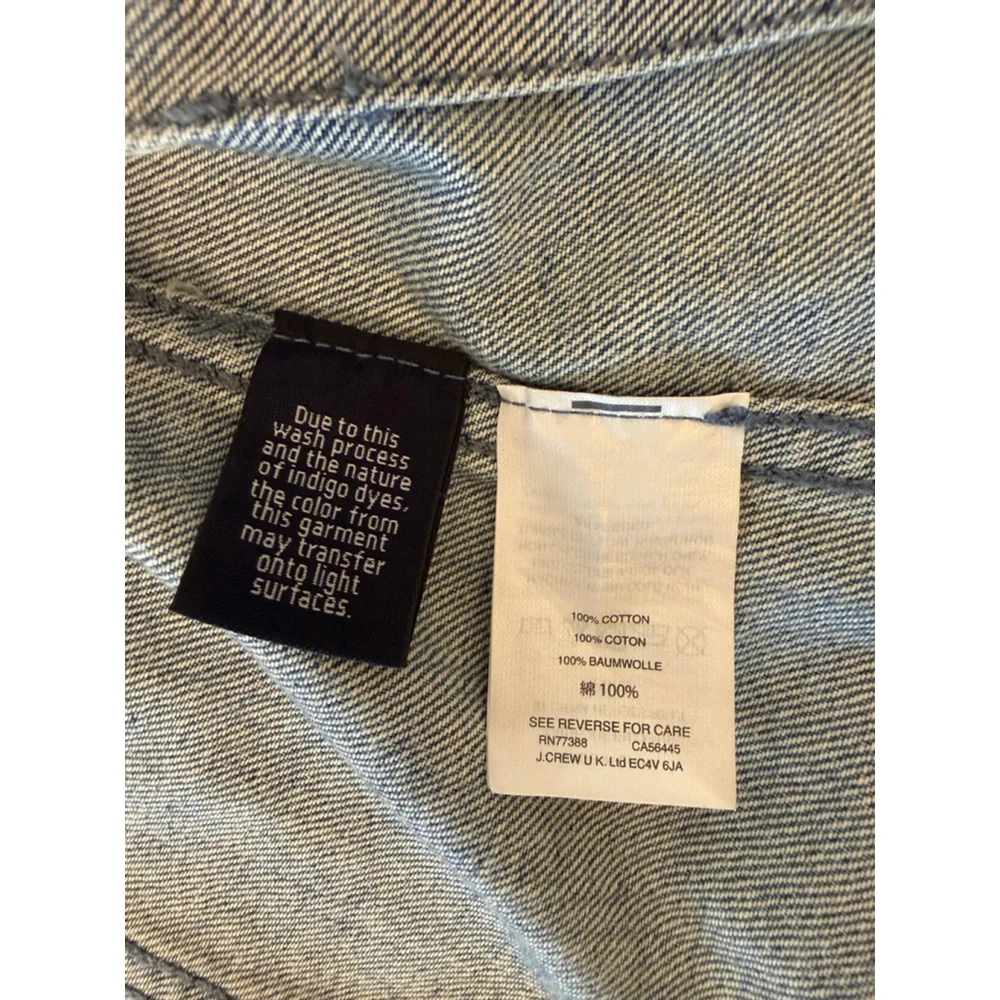 Due to this
wash process
and the nature
of indigo dyes,
the color from
this garment
may transfer
onto light
surfaces.
100% COTTON
100% COTON
100% BAUMWOLLE
綿 100%
SEE REVERSE FOR CARE
RN77388 CA56445
J.CREW U K. Ltd EC4V 6JA